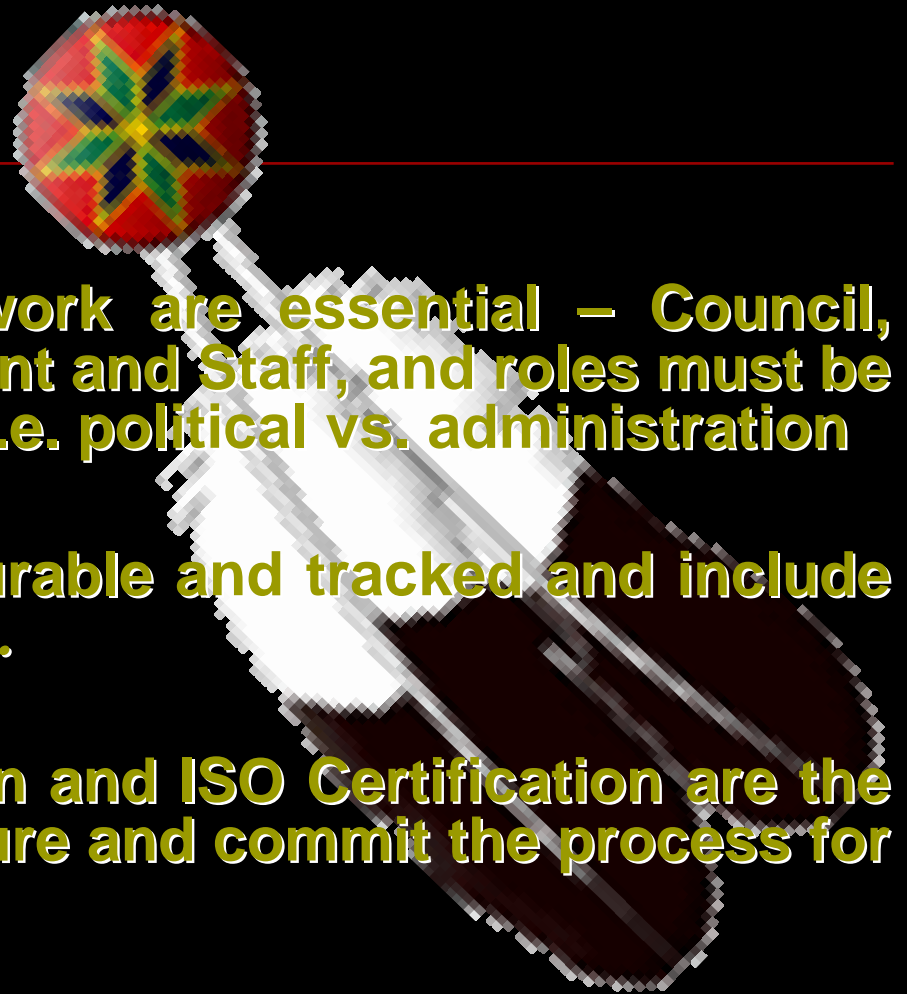 work are essential – Council,
nt and Staff, and roles must be
.e. political vs. administration
urable and tracked and include
.
n and ISO Certification are the
ure and commit the process for